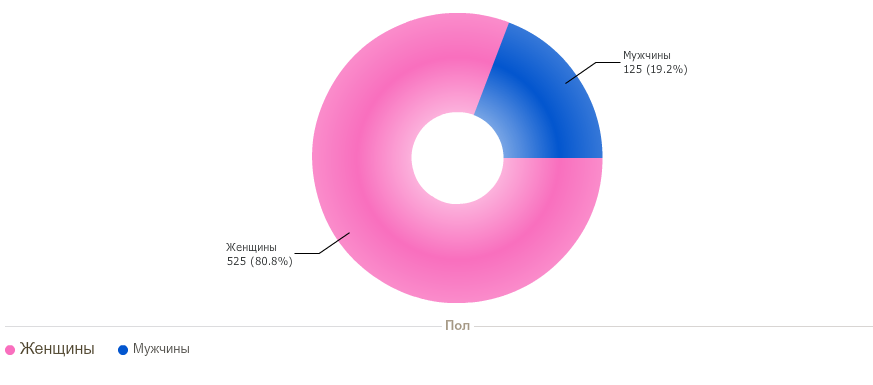 Мужчины
125 (19.2%)
Женщины
525 (80.8%)
Пол
Женщины
Мужчины